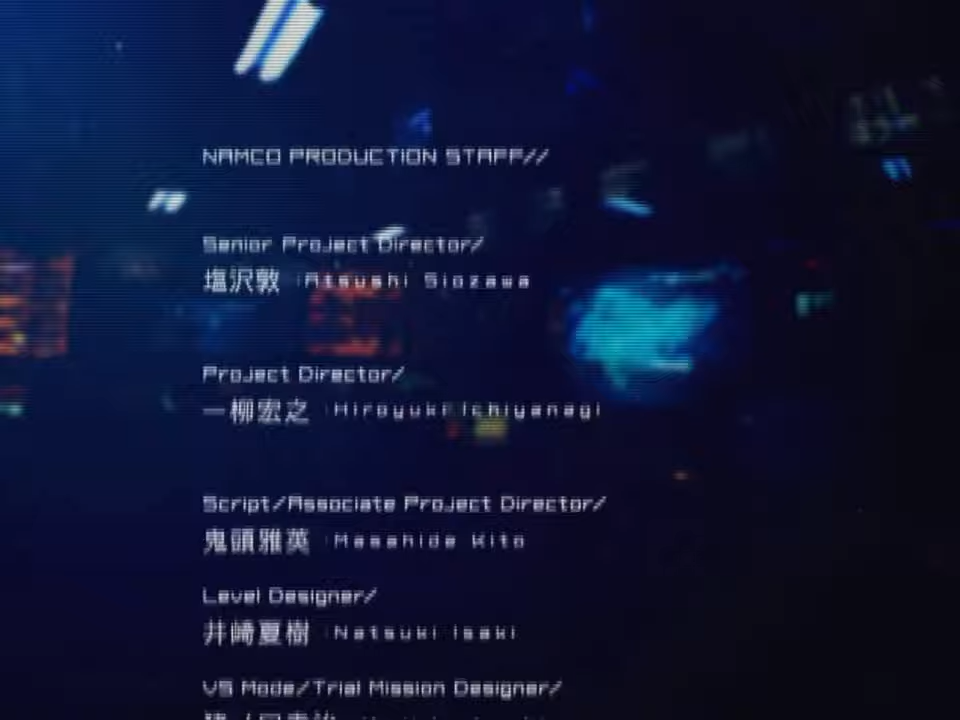 NAMCO PRODUCTION STAFF//
Senior Project Director/
塩沢敦 Atsushi Siozawa
Project Director/
一柳宏之 Hiroyuki Ichiyanagi
Script/Associate Project Director/
鬼頭雅英 Masahide Kito
Level Designer/
井崎夏樹 Natsuki Isaki
VS Mode/Trial Mission Designer/